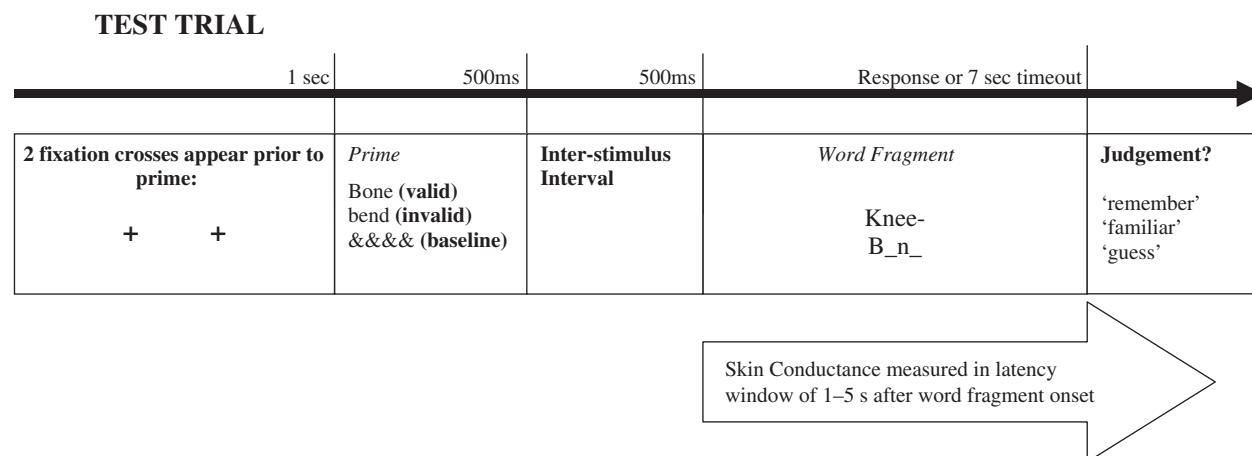 TEST TRIAL
1 sec 500ms 500ms Response or 7 sec timeout
2 fixation crosses appear prior to
prime:
+ +
Prime
Bone (valid)
bend (invalid)
&&&& (baseline)
Inter-stimulus
Interval
Word Fragment
Knee-
B_n_
Judgement?
‘remember’
‘familiar’
‘guess’
Skin Conductance measured in latency
window of 1–5 s after word fragment onset